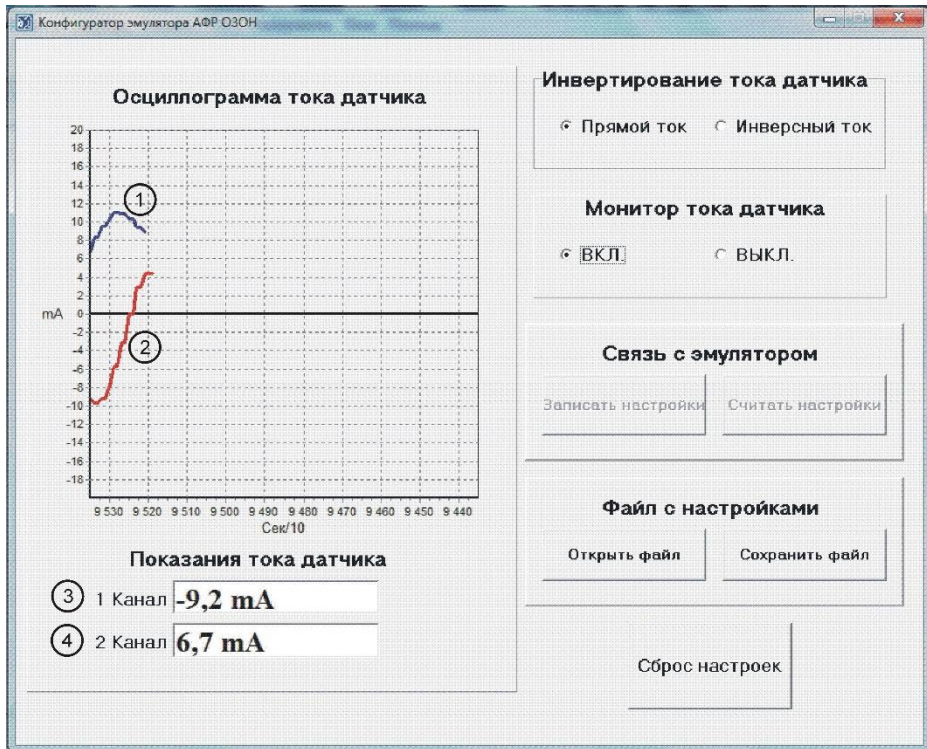 Конфигуратор эмулятора АФР ОЗОН
Осциллограмма тока датчика
20
18
16
14
12
10
8
6
4
2
mA 0
-2
-4
-6
-8
-10
-12
-14
-16
-18
1
2
9 530 9 520 9 510 9 500 9 490 9 480 9 470 9 460 9 450 9 440
Сек/10
Показания тока датчика
3 1 Канал -9,2 mA
4 2 Канал 6,7 mA
Инвертирование тока датчика
Прямой ток Инверсный ток
Монитор тока датчика
ВКЛ. ВЫКЛ.
Связь с эмулятором
Записать настройки Считать настройки
Файл с настройками
Открыть файл Сохранить файл
Сброс настроек